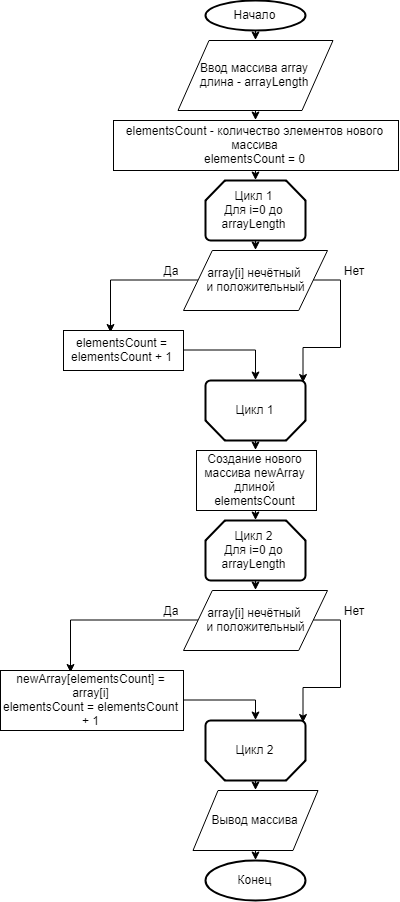 Начало
Ввод массива array
длина - arrayLength
elementsCount - количество элементов нового
массива
elementsCount = 0
Цикл 1
Для i=0 до
arrayLength
array[i] нечётный
и положительный
Да
Нет
elementsCount =
elementsCount + 1
Цикл 1
Создание нового
массива newArray
длиной
elementsCount
Цикл 2
Для i=0 до
arrayLength
array[i] нечётный
и положительный
Да
Нет
newArray[elementsCount] =
array[i]
elementsCount = elementsCount
+ 1
Цикл 2
Вывод массива
Конец